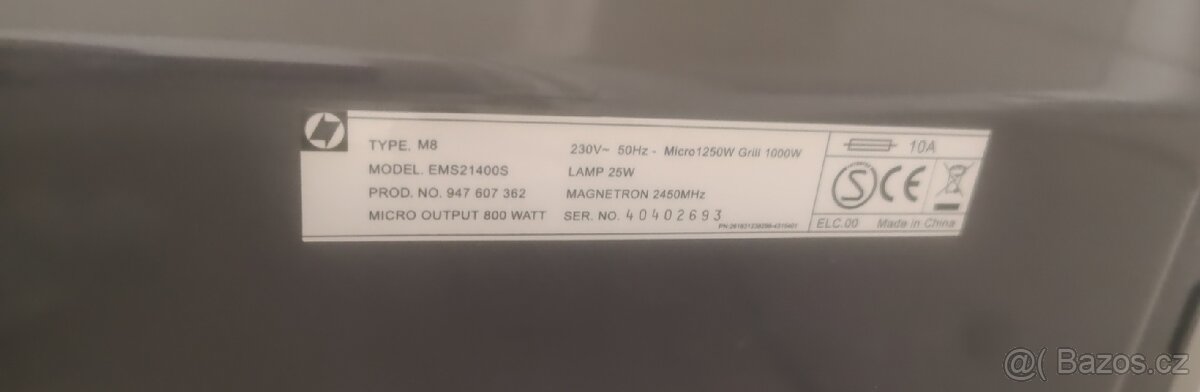 TYPE. M8
MODEL. EMS21400S
PROD. NO. 947 607 362
MICRO OUTPUT 800 WATT
230V~ 50Hz - Micro1250W Grill 1000W
LAMP 25W
MAGNETRON 2450MHz
SER. NO. 40402693
10A
S CE
ELC.00 Made in China
@( Bazos.cz